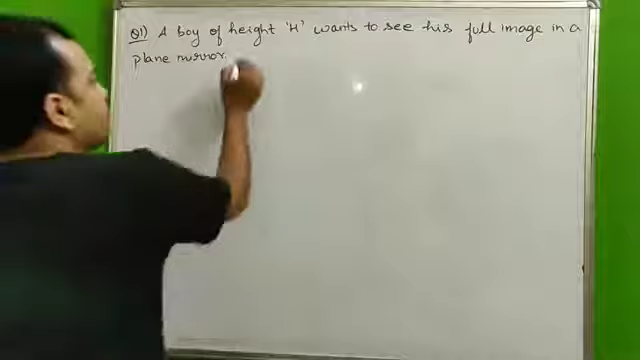 Q1) A boy of height 'H' wants to see his full image in a
plane mirror.